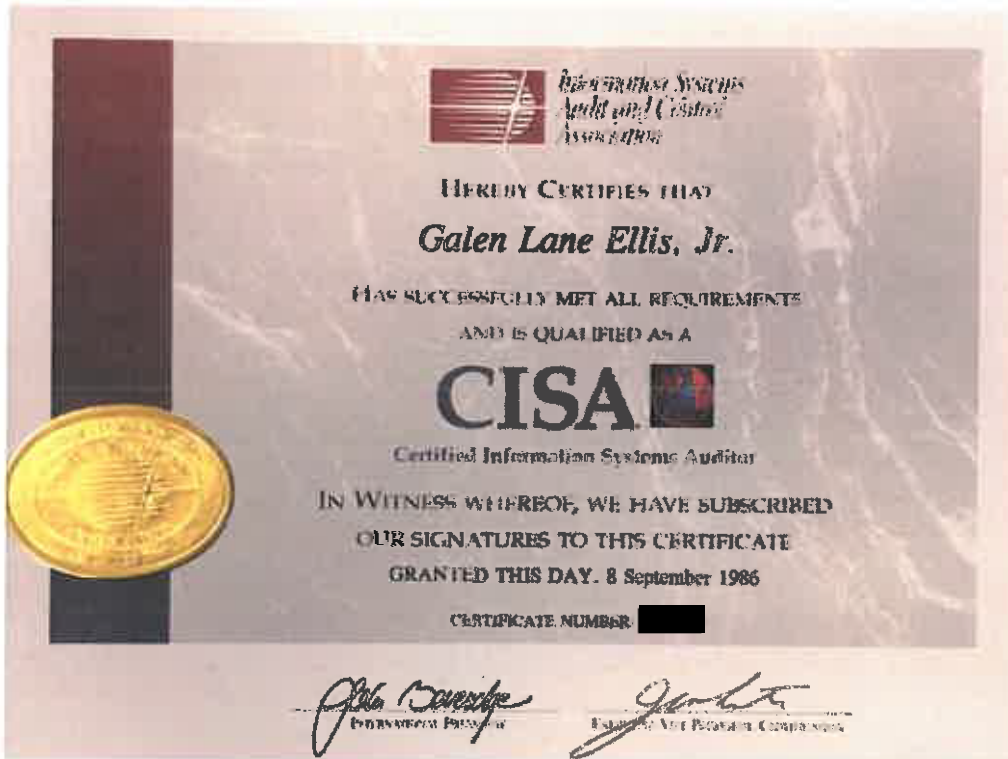 Information Systems
Audit and Control
Association
HEREBY CERTIFIES THAT
Galen Lane Ellis, Jr.
HAS SUCCESSFULLY MET ALL REQUIREMENTS
AND IS QUALIFIED AS A
CISA
Certified Information Systems Auditor
IN WITNESS WHEREOF, WE HAVE SUBSCRIBED
OUR SIGNATURES TO THIS CERTIFICATE
GRANTED THIS DAY. 8 September 1986
CERTIFICATE NUMBER
INTERNATIONAL PRESIDENT